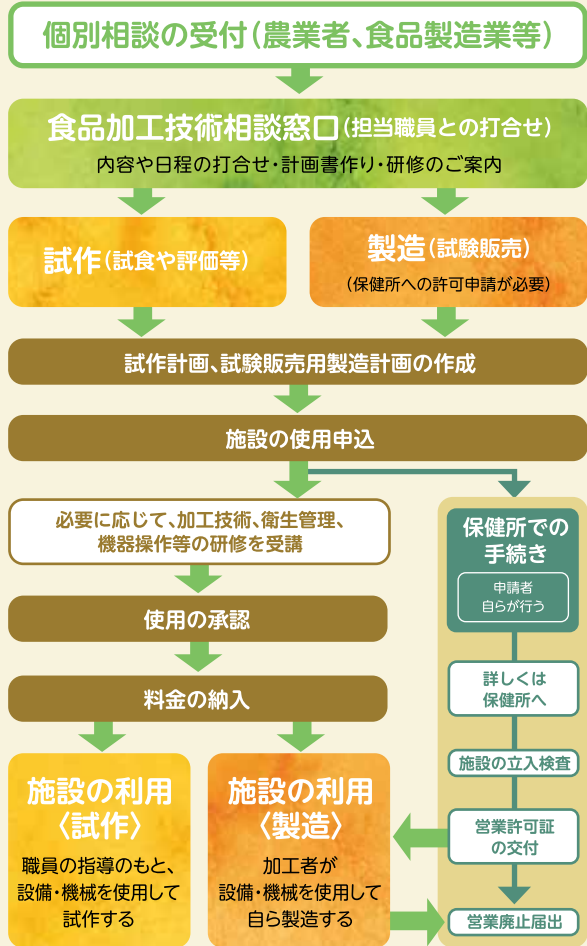 個別相談の受付（農業者、食品製造業等）
食品加工技術相談窓口（担当職員との打合せ）
内容や日程の打合せ・計画書作り・研修のご案内
試作（試食や評価等）
製造（試験販売）
（保健所への許可申請が必要）
試作計画、試験販売用製造計画の作成
施設の使用申込
必要に応じて、加工技術、衛生管理、
機器操作等の研修を受講
使用の承認
料金の納入
施設の利用
〈試作〉
職員の指導のもと、
設備・機械を使用して
試作する
施設の利用
〈製造〉
加工者が
設備・機械を使用して
自ら製造する
保健所での
手続き
申請者
自らが行う
詳しくは
保健所へ
施設の立入検査
営業許可証
の交付
営業廃止届出